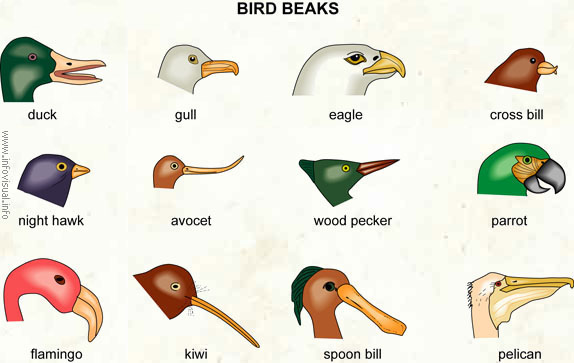 BIRD BEAKS
duck
gull
eagle
cross bill
night hawk
avocet
wood pecker
parrot
flamingo
kiwi
spoon bill
pelican
www.infovisual.info